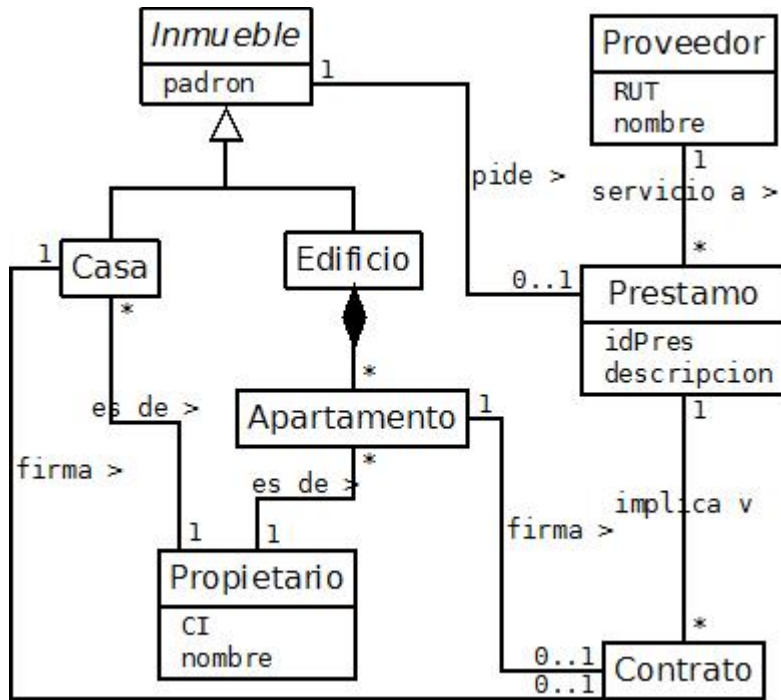 Inmueble
padron
1
Proveedor
RUT
nombre
1
pide >
servicio a >
*
1
Casa
*
Edificio
0..1
Prestamo
idPres
descripcion
1
*
Apartamento
1
*
es de >
firma >
es de >
firma >
implica v
1
1
Propietario
CI
nombre
*
0..1
0..1
Contrato